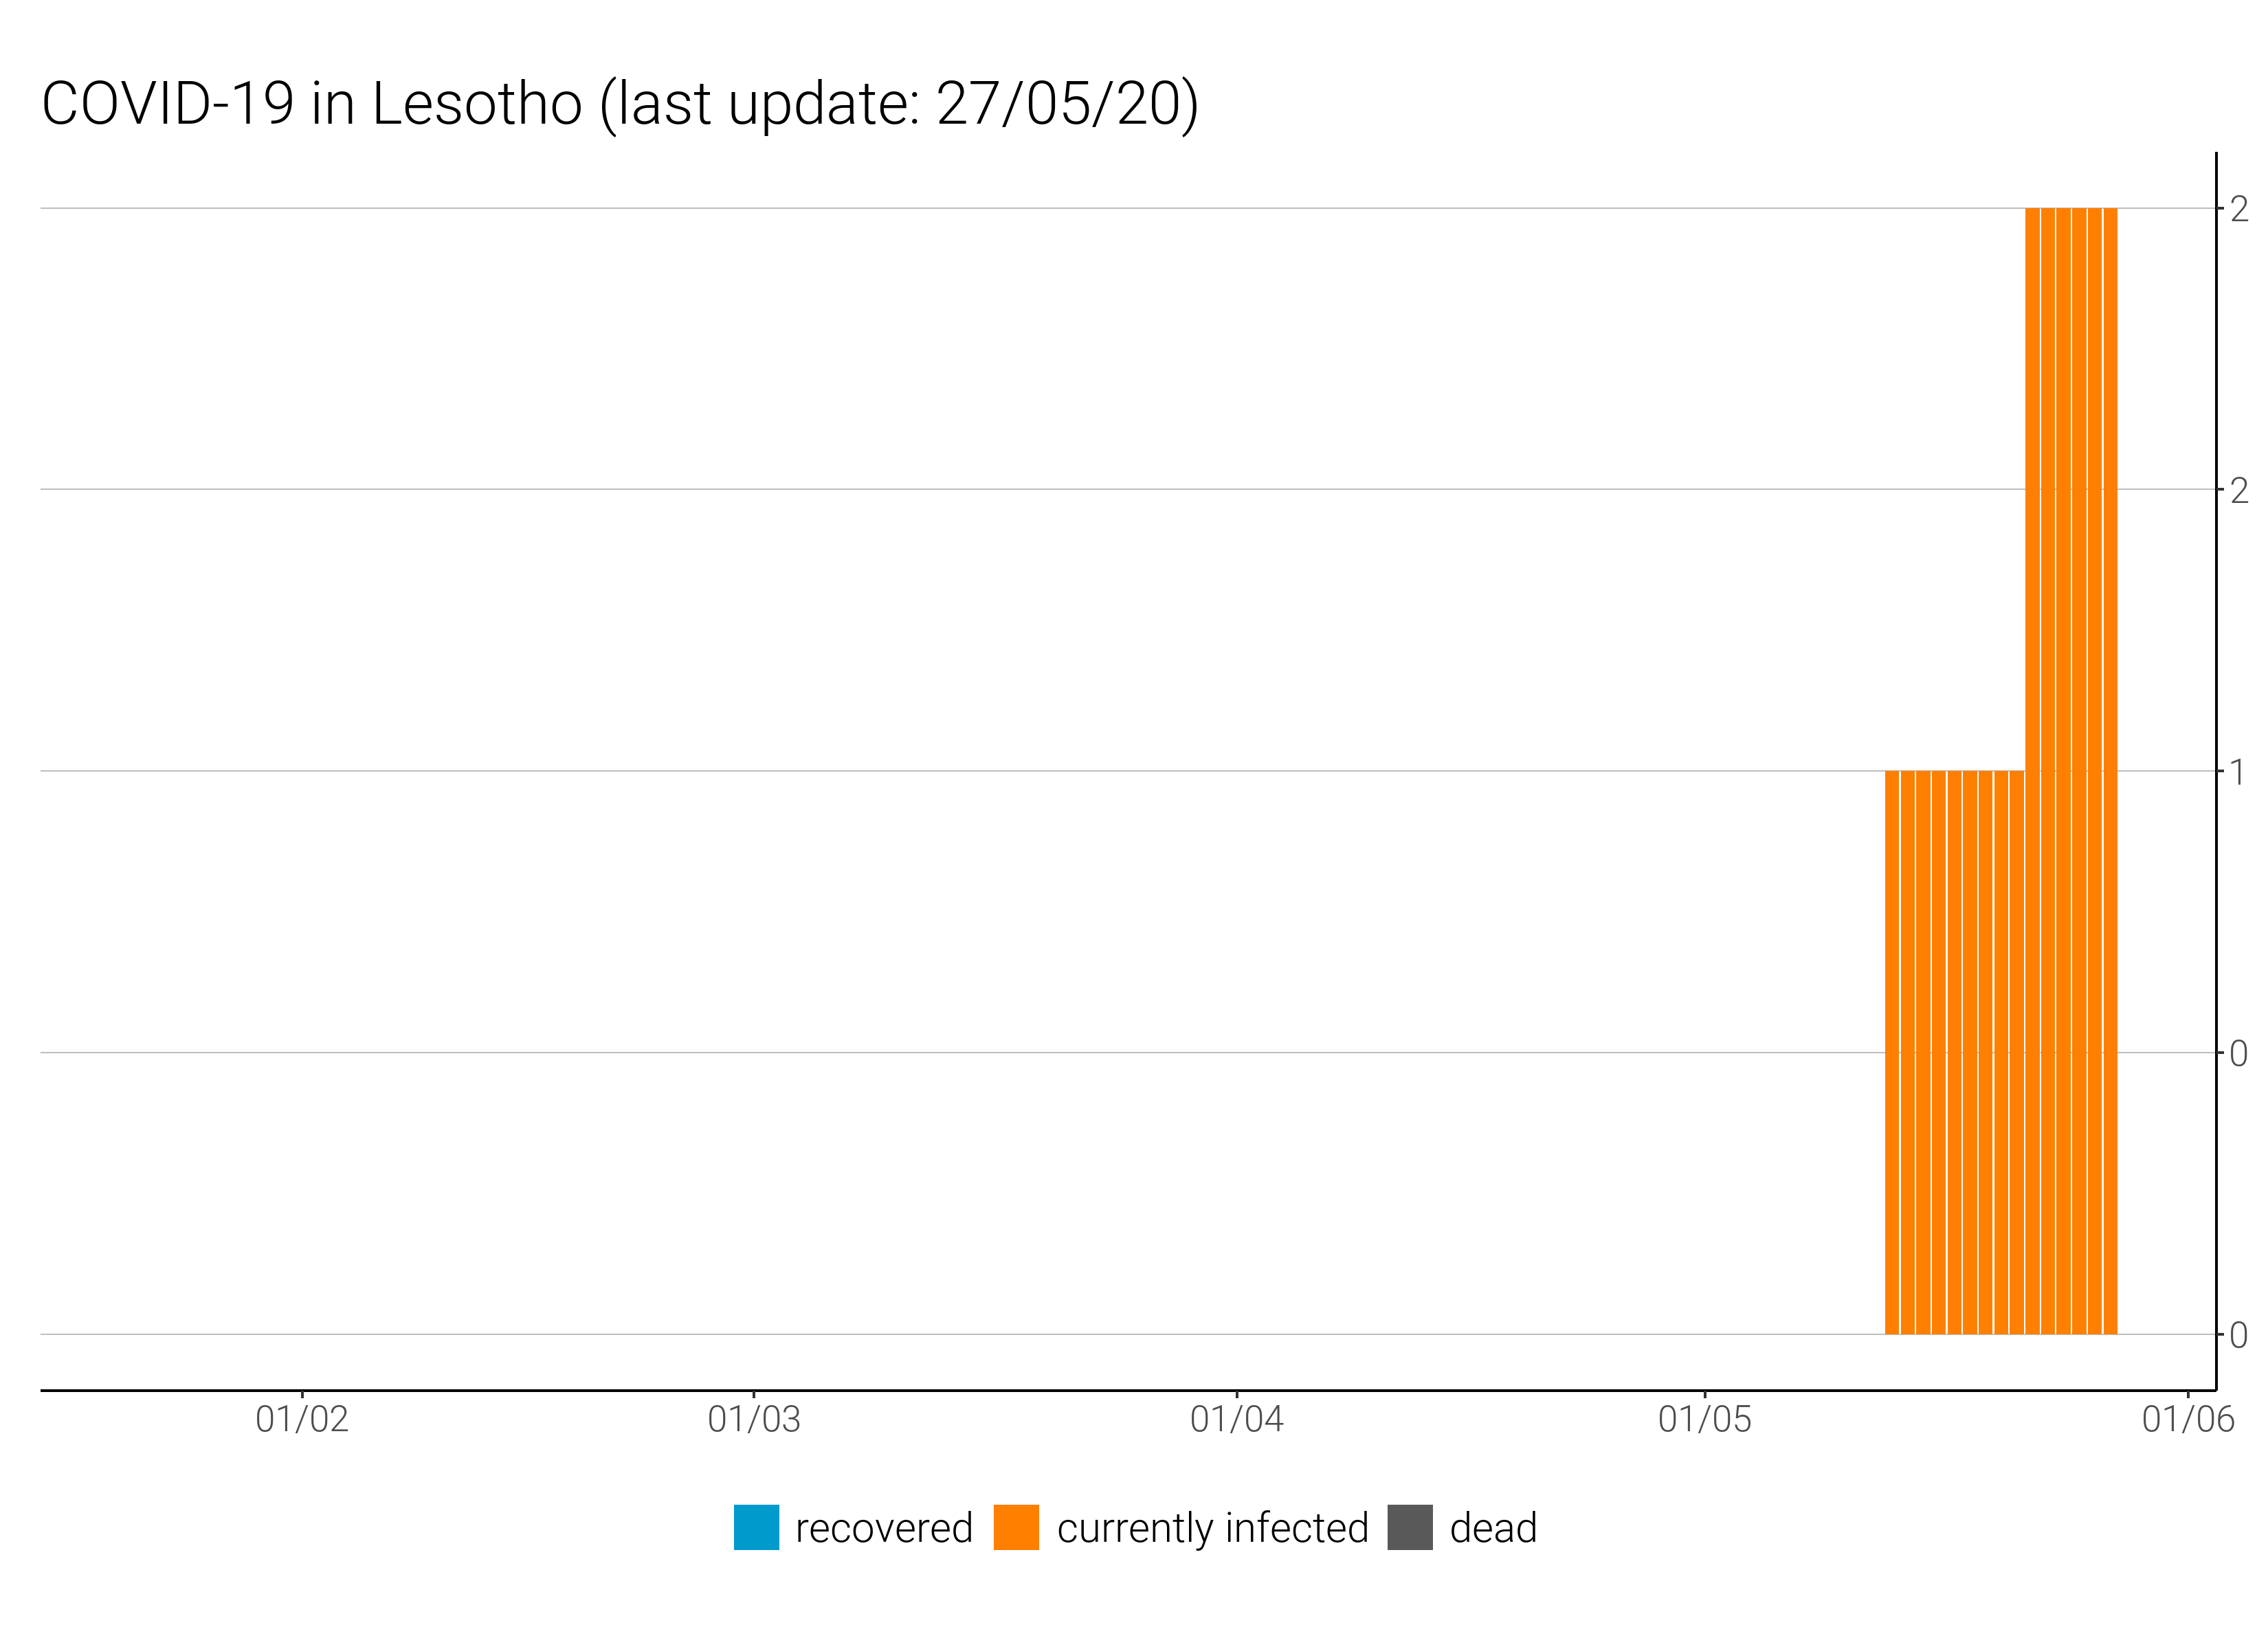 COVID-19 in Lesotho (last update: 27/05/20)
2
2
1
0
0
01/02 01/03 01/04 01/05 01/06
recovered currently infected dead